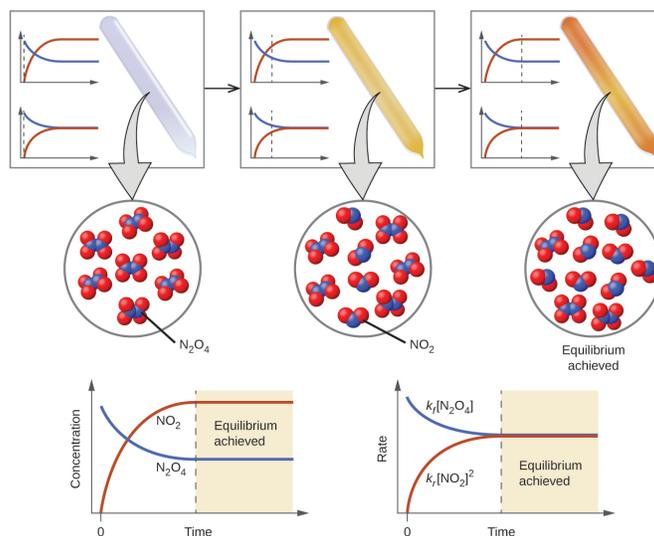 N₂O₄
NO₂
Equilibrium
achieved
Concentration
NO₂
N₂O₄
Equilibrium
achieved
0
Time
Rate
kf[N₂O₄]
kr[NO₂]²
Equilibrium
achieved
0
Time